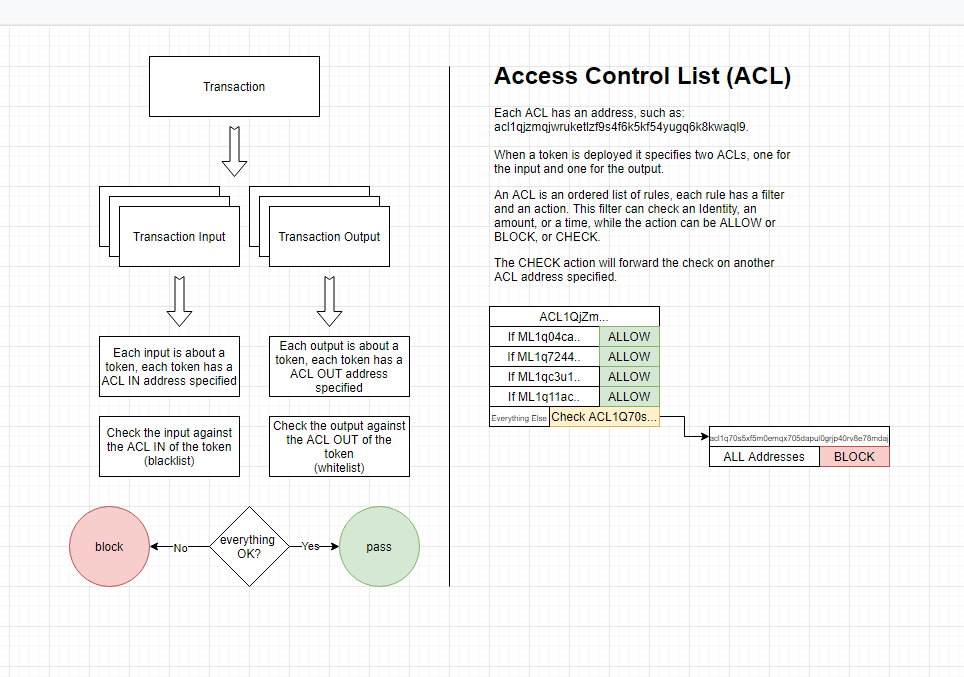 Transaction
Transaction Input
Transaction Output
Each input is about a
token, each token has a
ACL IN address specified
Each output is about a
token, each token has a
ACL OUT address
specified
Check the input against
the ACL IN of the token
(blacklist)
Check the output against
the ACL OUT of the
token
(whitelist)
block
No
everything
OK?
Yes
pass
Access Control List (ACL)
Each ACL has an address, such as:
acl1qjzmqjwruketlzf9s4f6k5kf54yugq6k8kwaql9.
When a token is deployed it specifies two ACLs, one for
the input and one for the output.
An ACL is an ordered list of rules, each rule has a filter
and an action. This filter can check an Identity, an
amount, or a time, while the action can be ALLOW or
BLOCK, or CHECK.
The CHECK action will forward the check on another
ACL address specified.
ACL1QjZm...
If ML1q04ca.. ALLOW
If ML1q7244.. ALLOW
If ML1qc3u1.. ALLOW
If ML1q11ac.. ALLOW
Everything Else Check ACL1Q70s...
acl1q70s5xf5m0emqx705dapul0grjp40rv8e78mdaj
ALL Addresses BLOCK